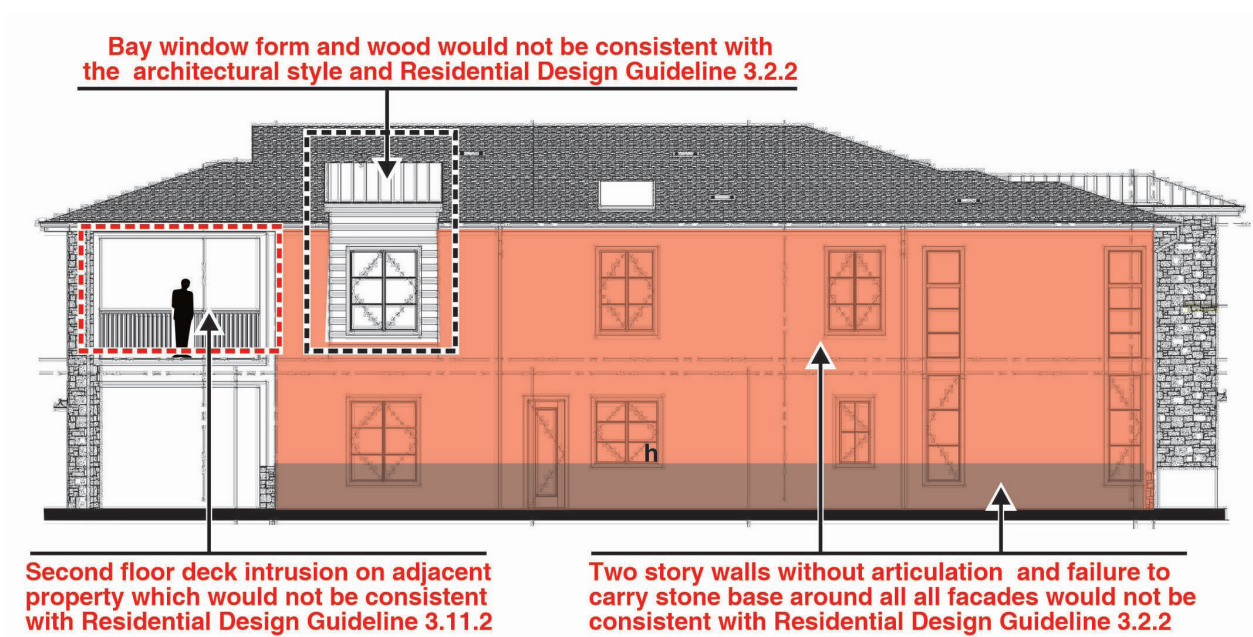 Bay window form and wood would not be consistent with
the architectural style and Residential Design Guideline 3.2.2
h
Second floor deck intrusion on adjacent
property which would not be consistent
with Residential Design Guideline 3.11.2
Two story walls without articulation and failure to
carry stone base around all all facades would not be
consistent with Residential Design Guideline 3.2.2